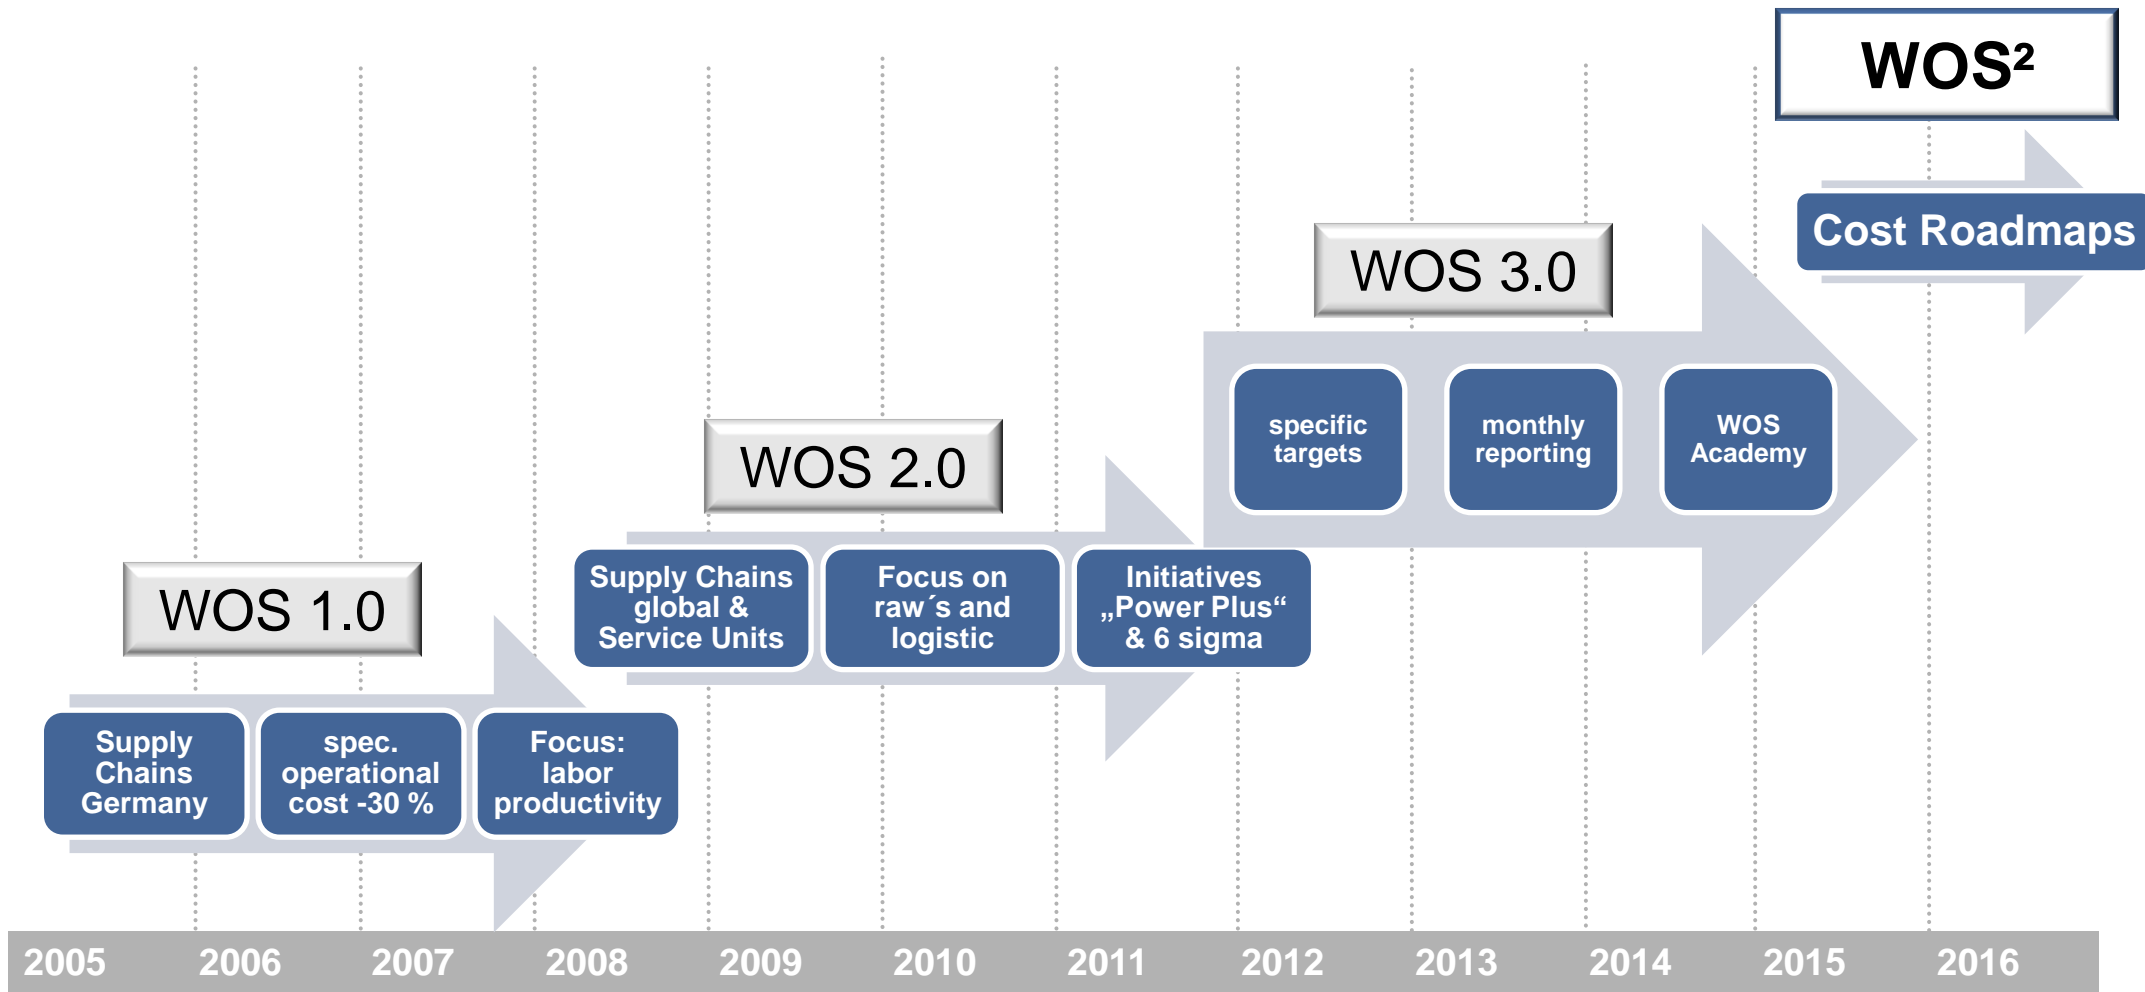 WOS²
Cost Roadmaps
WOS 3.0
specific
targets
monthly
reporting
WOS
Academy
WOS 2.0
Supply Chains
global &
Service Units
Focus on
raw´s and
logistic
Initiatives
„Power Plus“
& 6 sigma
WOS 1.0
Supply
Chains
Germany
spec.
operational
cost -30 %
Focus:
labor
productivity
2005 2006 2007 2008 2009 2010 2011 2012 2013 2014 2015 2016